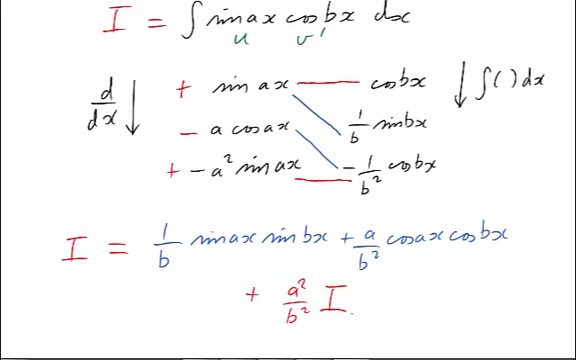 I = ∫ sin ax cos bx dx
u v'
d/dx ↓ + sin ax cos bx ↓ ∫( ) dx
− a cos ax 1/b sin bx
+ −a² sin ax −1/b² cos bx
I = 1/b sin ax sin bx + a/b² cos ax cos bx
+ a²/b² I.